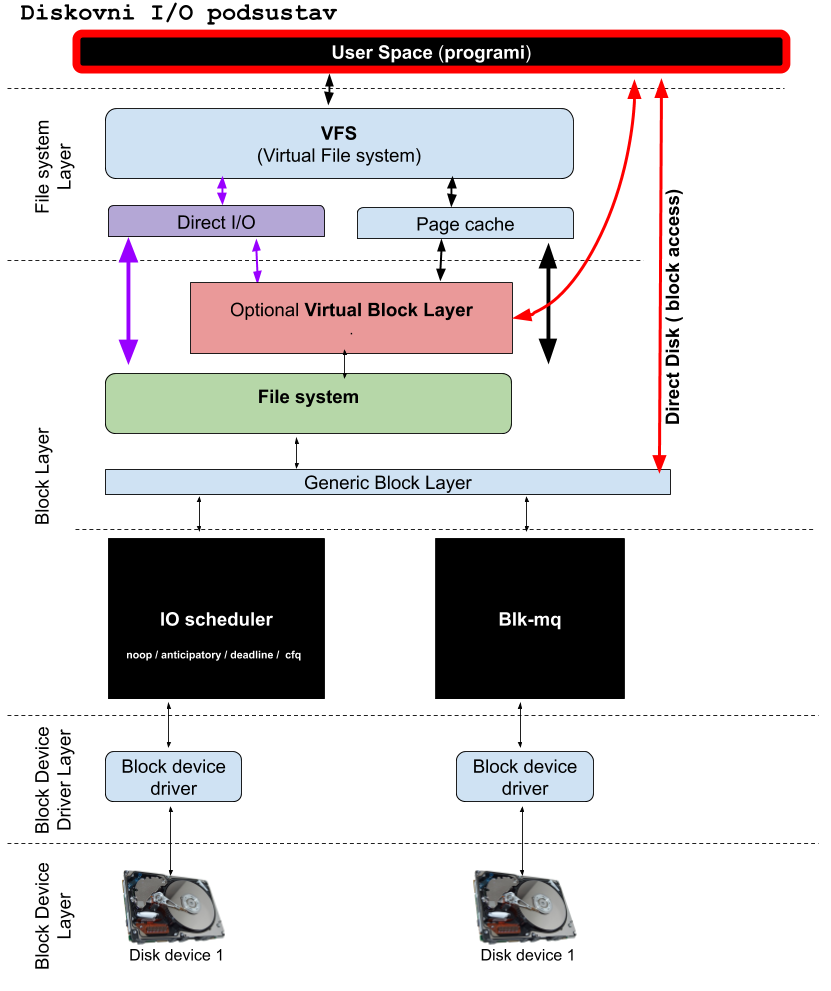 Diskovni I/O podsustav
User Space (programi)
File system
Layer
VFS
(Virtual File system)
Direct I/O
Page cache
Optional Virtual Block Layer
.
Direct Disk ( block access)
File system
Block Layer
Generic Block Layer
IO scheduler
noop / anticipatory / deadline / cfq
Blk-mq
Block Device
Driver Layer
Block device
driver
Block device
driver
Block Device
Layer
Disk device 1
Disk device 1